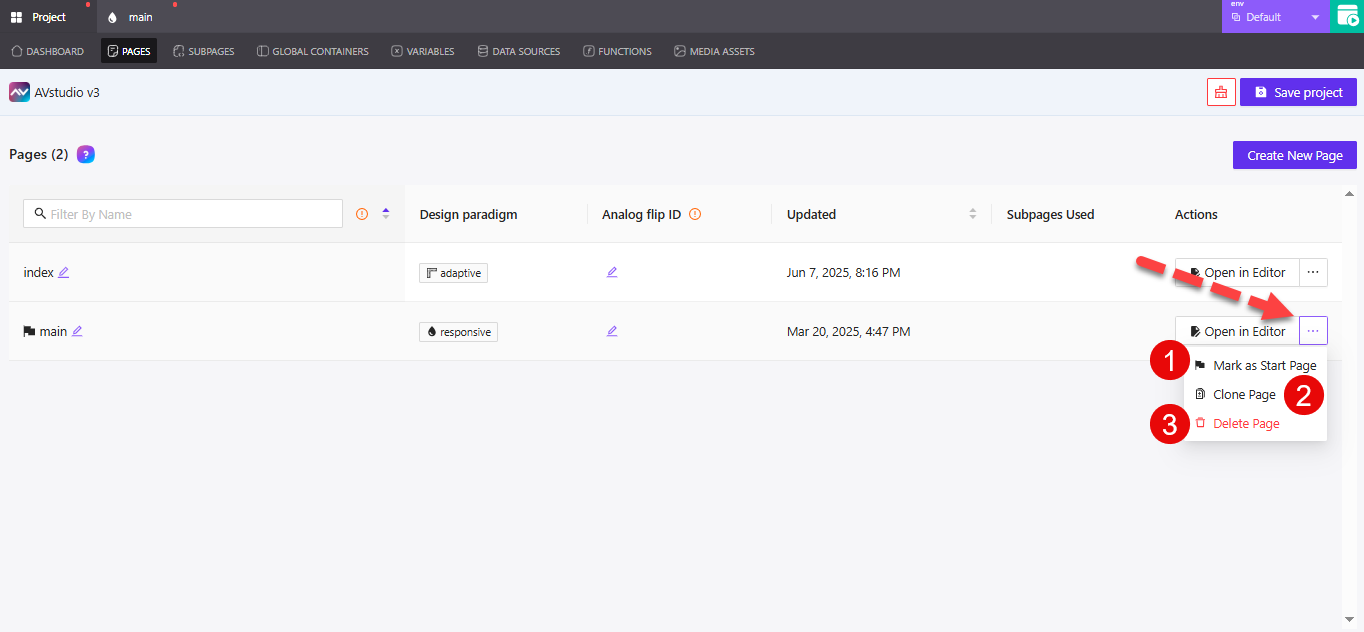 Project main env Default
DASHBOARD PAGES SUBPAGES GLOBAL CONTAINERS VARIABLES DATA SOURCES FUNCTIONS MEDIA ASSETS
AVstudio v3 Save project
Pages (2) ? Create New Page
Filter By Name Design paradigm Analog flip ID Updated Subpages Used Actions
index adaptive Jun 7, 2025, 8:16 PM Open in Editor ...
main responsive Mar 20, 2025, 4:47 PM Open in Editor ...
1 Mark as Start Page
Clone Page 2
3 Delete Page